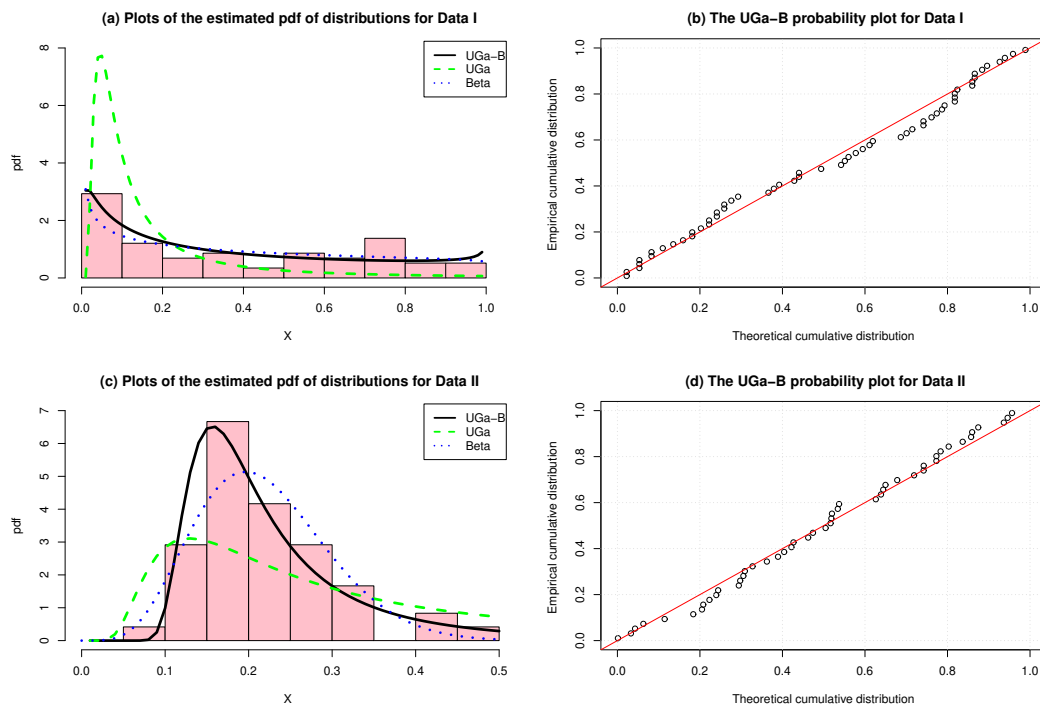 (a) Plots of the estimated pdf of distributions for Data I
UGa−B
UGa
Beta
pdf
0 2 4 6 8
0.0 0.2 0.4 0.6 0.8 1.0
X
(b) The UGa−B probability plot for Data I
Empirical cumulative distribution
0.0 0.2 0.4 0.6 0.8 1.0
0.0 0.2 0.4 0.6 0.8 1.0
Theoretical cumulative distribution
(c) Plots of the estimated pdf of distributions for Data II
UGa−B
UGa
Beta
pdf
0 1 2 3 4 5 6 7
0.0 0.1 0.2 0.3 0.4 0.5
X
(d) The UGa−B probability plot for Data II
Empirical cumulative distribution
0.0 0.2 0.4 0.6 0.8 1.0
0.0 0.2 0.4 0.6 0.8 1.0
Theoretical cumulative distribution